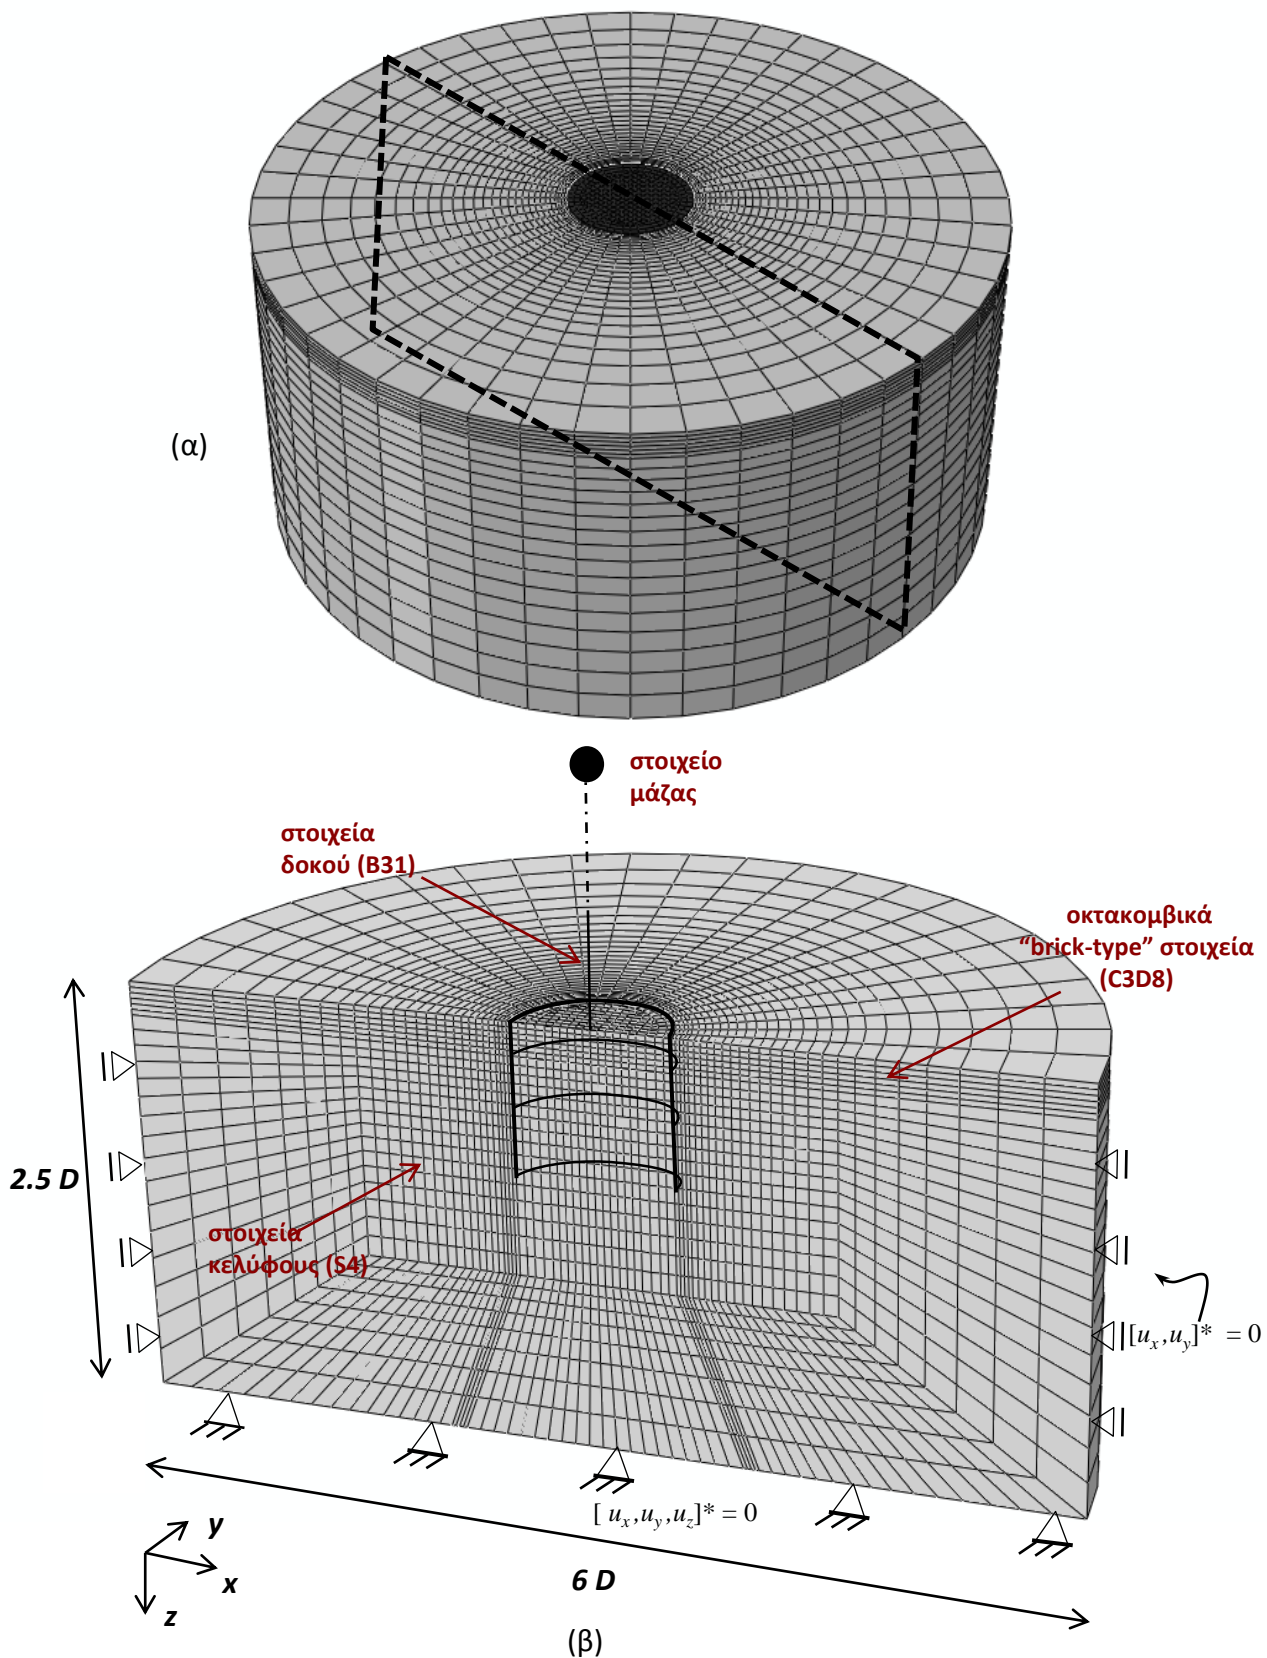 (α)
στοιχείο
μάζας
στοιχεία
δοκού (B31)
οκτακομβικά
“brick-type” στοιχεία
(C3D8)
2.5 D
στοιχεία
κελύφους (S4)
[u_x,u_y]* = 0
[ u_x,u_y,u_z]* = 0
y
x
z
6 D
(β)